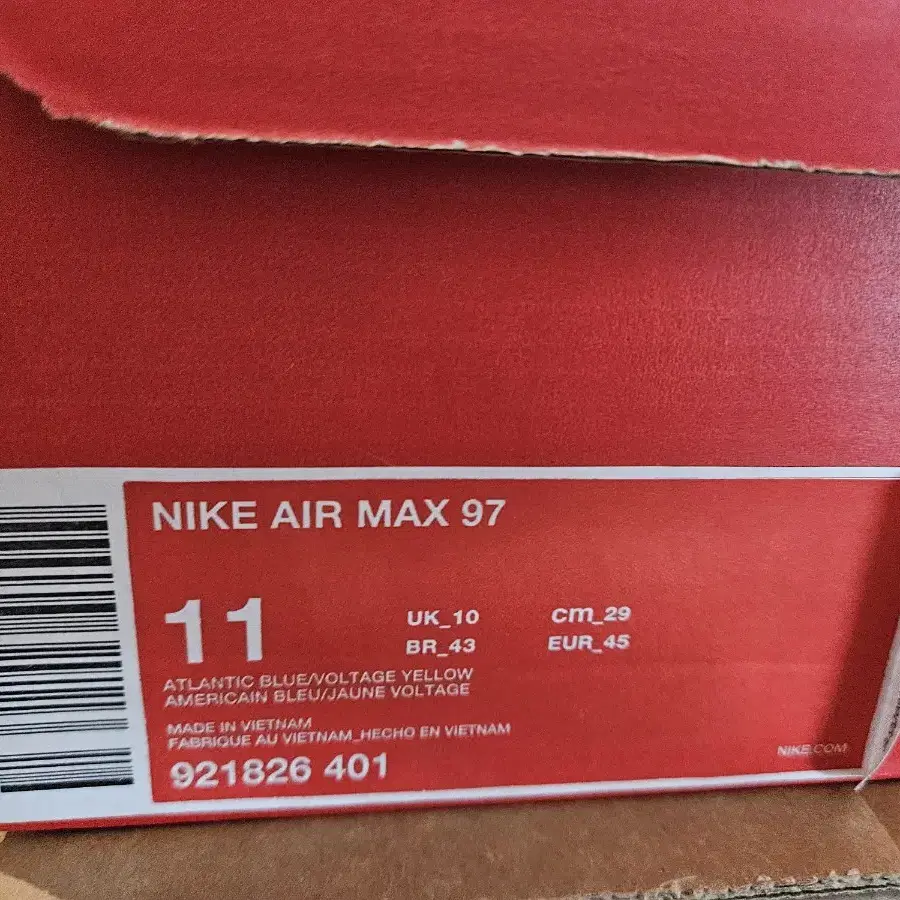 NIKE AIR MAX 97
11
UK_10 CM_29
BR_43 EUR_45
ATLANTIC BLUE/VOLTAGE YELLOW
AMERICAIN BLEU/JAUNE VOLTAGE
MADE IN VIETNAM
FABRIQUE AU VIETNAM_HECHO EN VIETNAM
921826 401
NIKE.COM